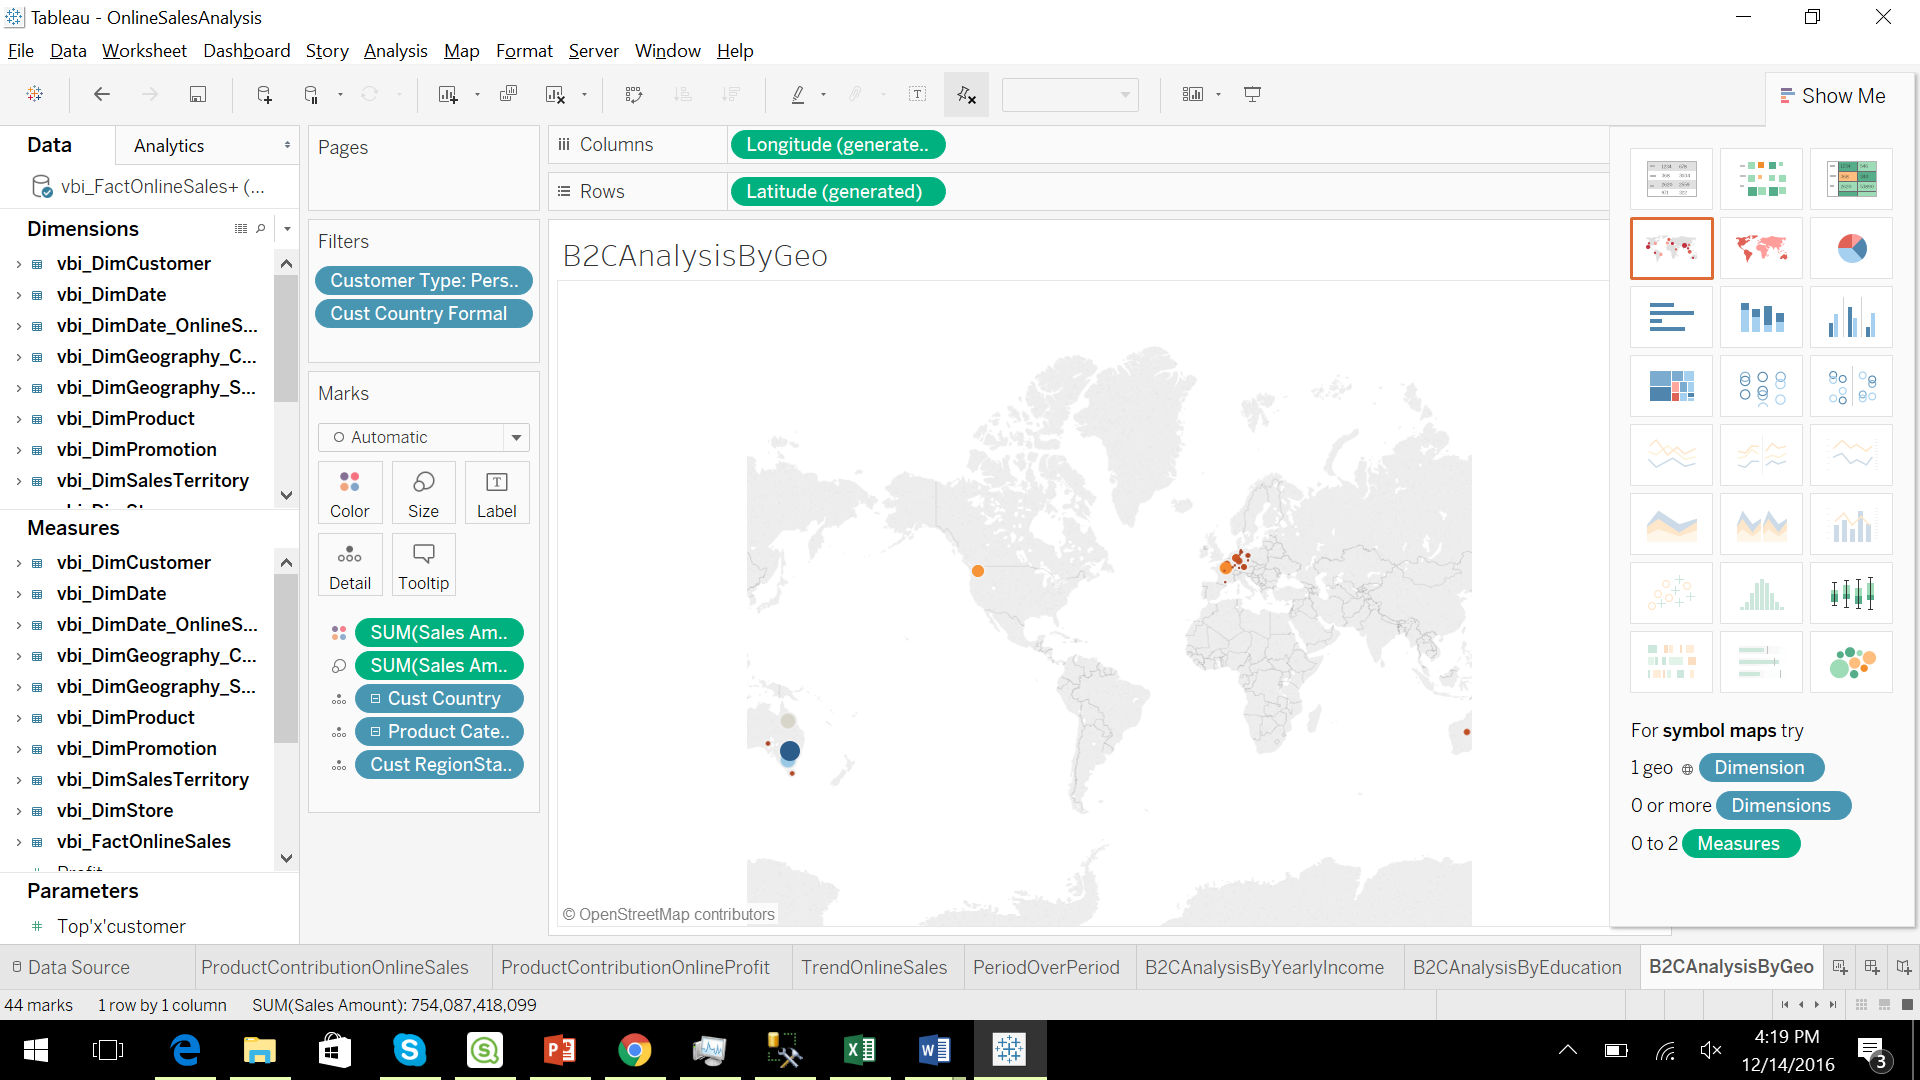 Tableau - OnlineSalesAnalysis
File Data Worksheet Dashboard Story Analysis Map Format Server Window Help
Show Me
Data
Analytics
vbi_FactOnlineSales+ (...
Dimensions
vbi_DimCustomer
vbi_DimDate
vbi_DimDate_OnlineS...
vbi_DimGeography_C...
vbi_DimGeography_S...
vbi_DimProduct
vbi_DimPromotion
vbi_DimSalesTerritory
Measures
vbi_DimCustomer
vbi_DimDate
vbi_DimDate_OnlineS...
vbi_DimGeography_C...
vbi_DimGeography_S...
vbi_DimProduct
vbi_DimPromotion
vbi_DimSalesTerritory
vbi_DimStore
vbi_FactOnlineSales
Parameters
Top'x'customer
Pages
Filters
Customer Type: Pers..
Cust Country Formal
Marks
Automatic
Color
Size
Label
Detail
Tooltip
SUM(Sales Am..
SUM(Sales Am..
Cust Country
Product Cate..
Cust RegionSta..
Columns
Longitude (generate..
Rows
Latitude (generated)
B2CAnalysisByGeo
© OpenStreetMap contributors
For symbol maps try
1 geo Dimension
0 or more Dimensions
0 to 2 Measures
Data Source
ProductContributionOnlineSales
ProductContributionOnlineProfit
TrendOnlineSales
PeriodOverPeriod
B2CAnalysisByYearlyIncome
B2CAnalysisByEducation
B2CAnalysisByGeo
44 marks
1 row by 1 column
SUM(Sales Amount): 754,087,418,099
4:19 PM
12/14/2016
3